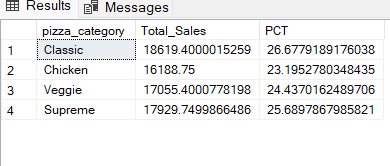 Results Messages
pizza_category Total_Sales PCT
1 Classic 18619.4000015259 26.6779189176038
2 Chicken 16188.75 23.1952780348435
3 Veggie 17055.4000778198 24.4370162489706
4 Supreme 17929.7499866486 25.6897867985821